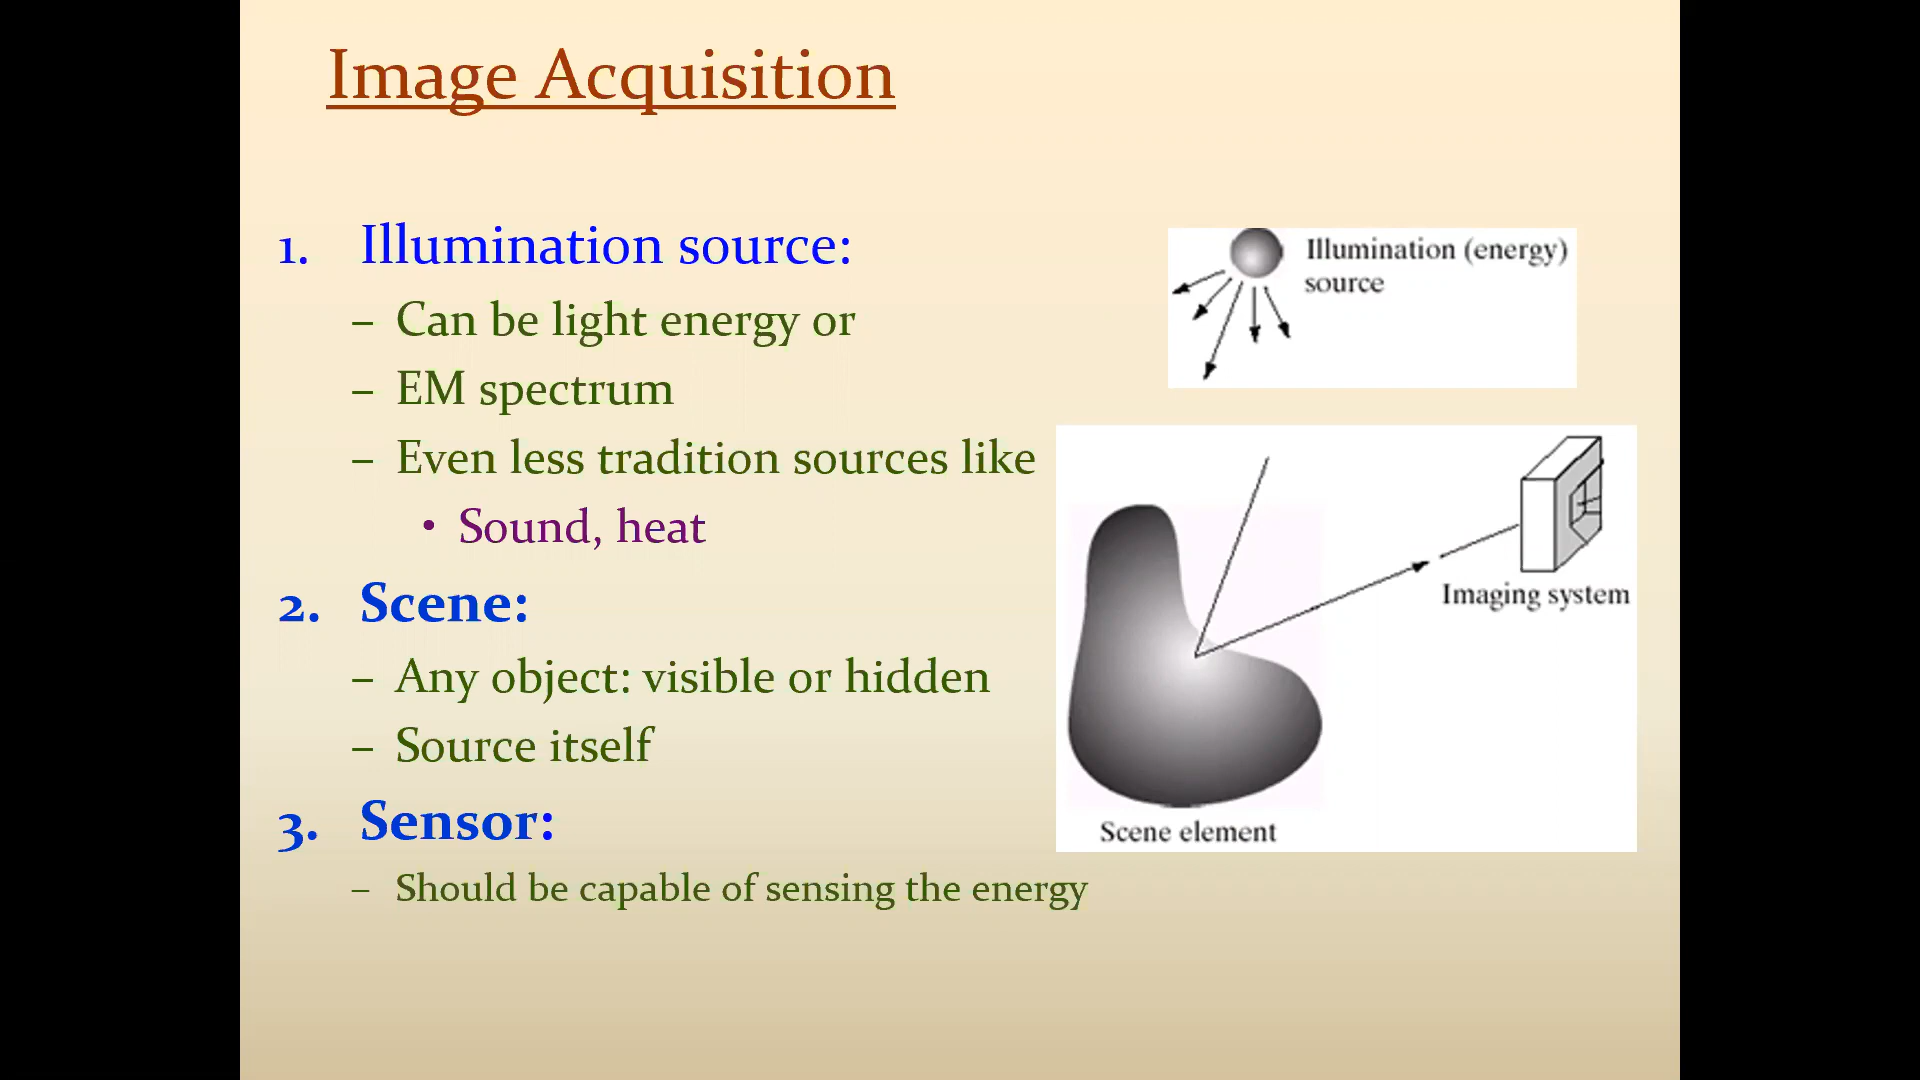 Image Acquisition
1. Illumination source:
– Can be light energy or
– EM spectrum
– Even less tradition sources like
• Sound, heat
2. Scene:
– Any object: visible or hidden
– Source itself
3. Sensor:
– Should be capable of sensing the energy
Illumination (energy)
source
Imaging system
Scene element